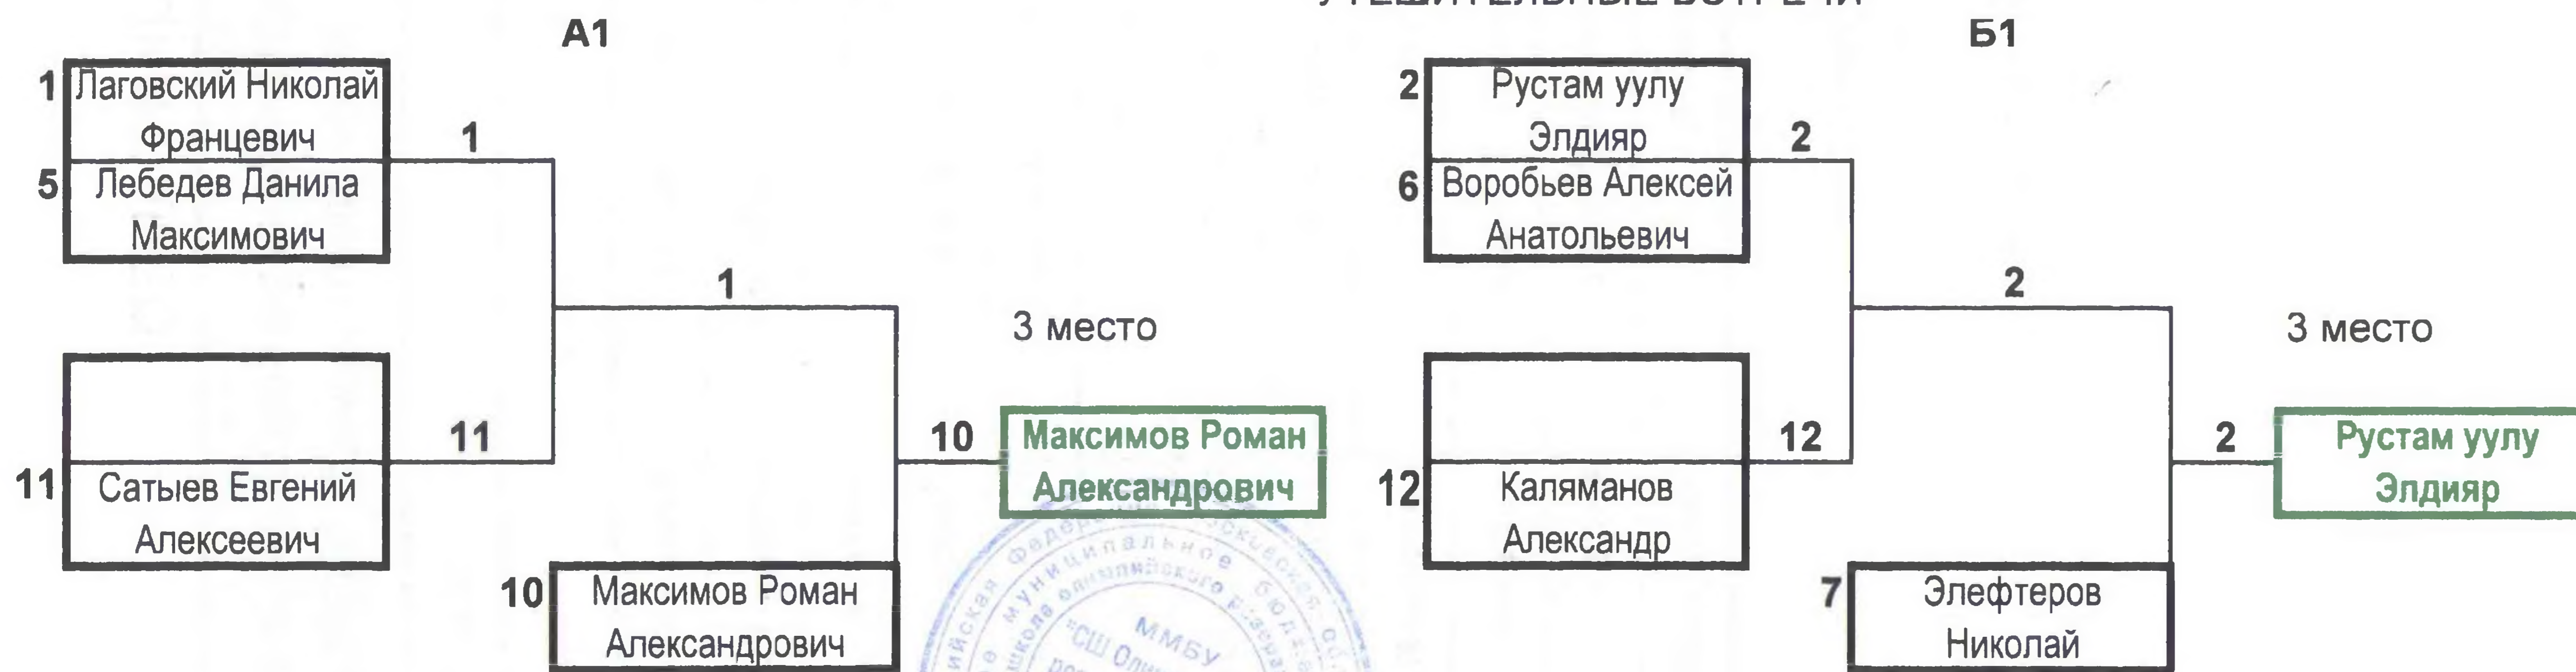 УТЕШИТЕЛЬНЫЕ ВСТРЕЧИ
А1
1 Лаговский Николай
Францевич
1
5 Лебедев Данила
Максимович
1
3 место
11
11 Сатыев Евгений
Алексеевич
10
Максимов Роман
Александрович
10 Максимов Роман
Александрович
Б1
2 Рустам уулу
Элдияр
2
6 Воробьев Алексей
Анатольевич
2
3 место
12
12 Каляманов
Александр
2
Рустам уулу
Элдияр
7 Элефтеров
Николай
муниципальное
школа олимпийского резерва
ММБУ
"СШ